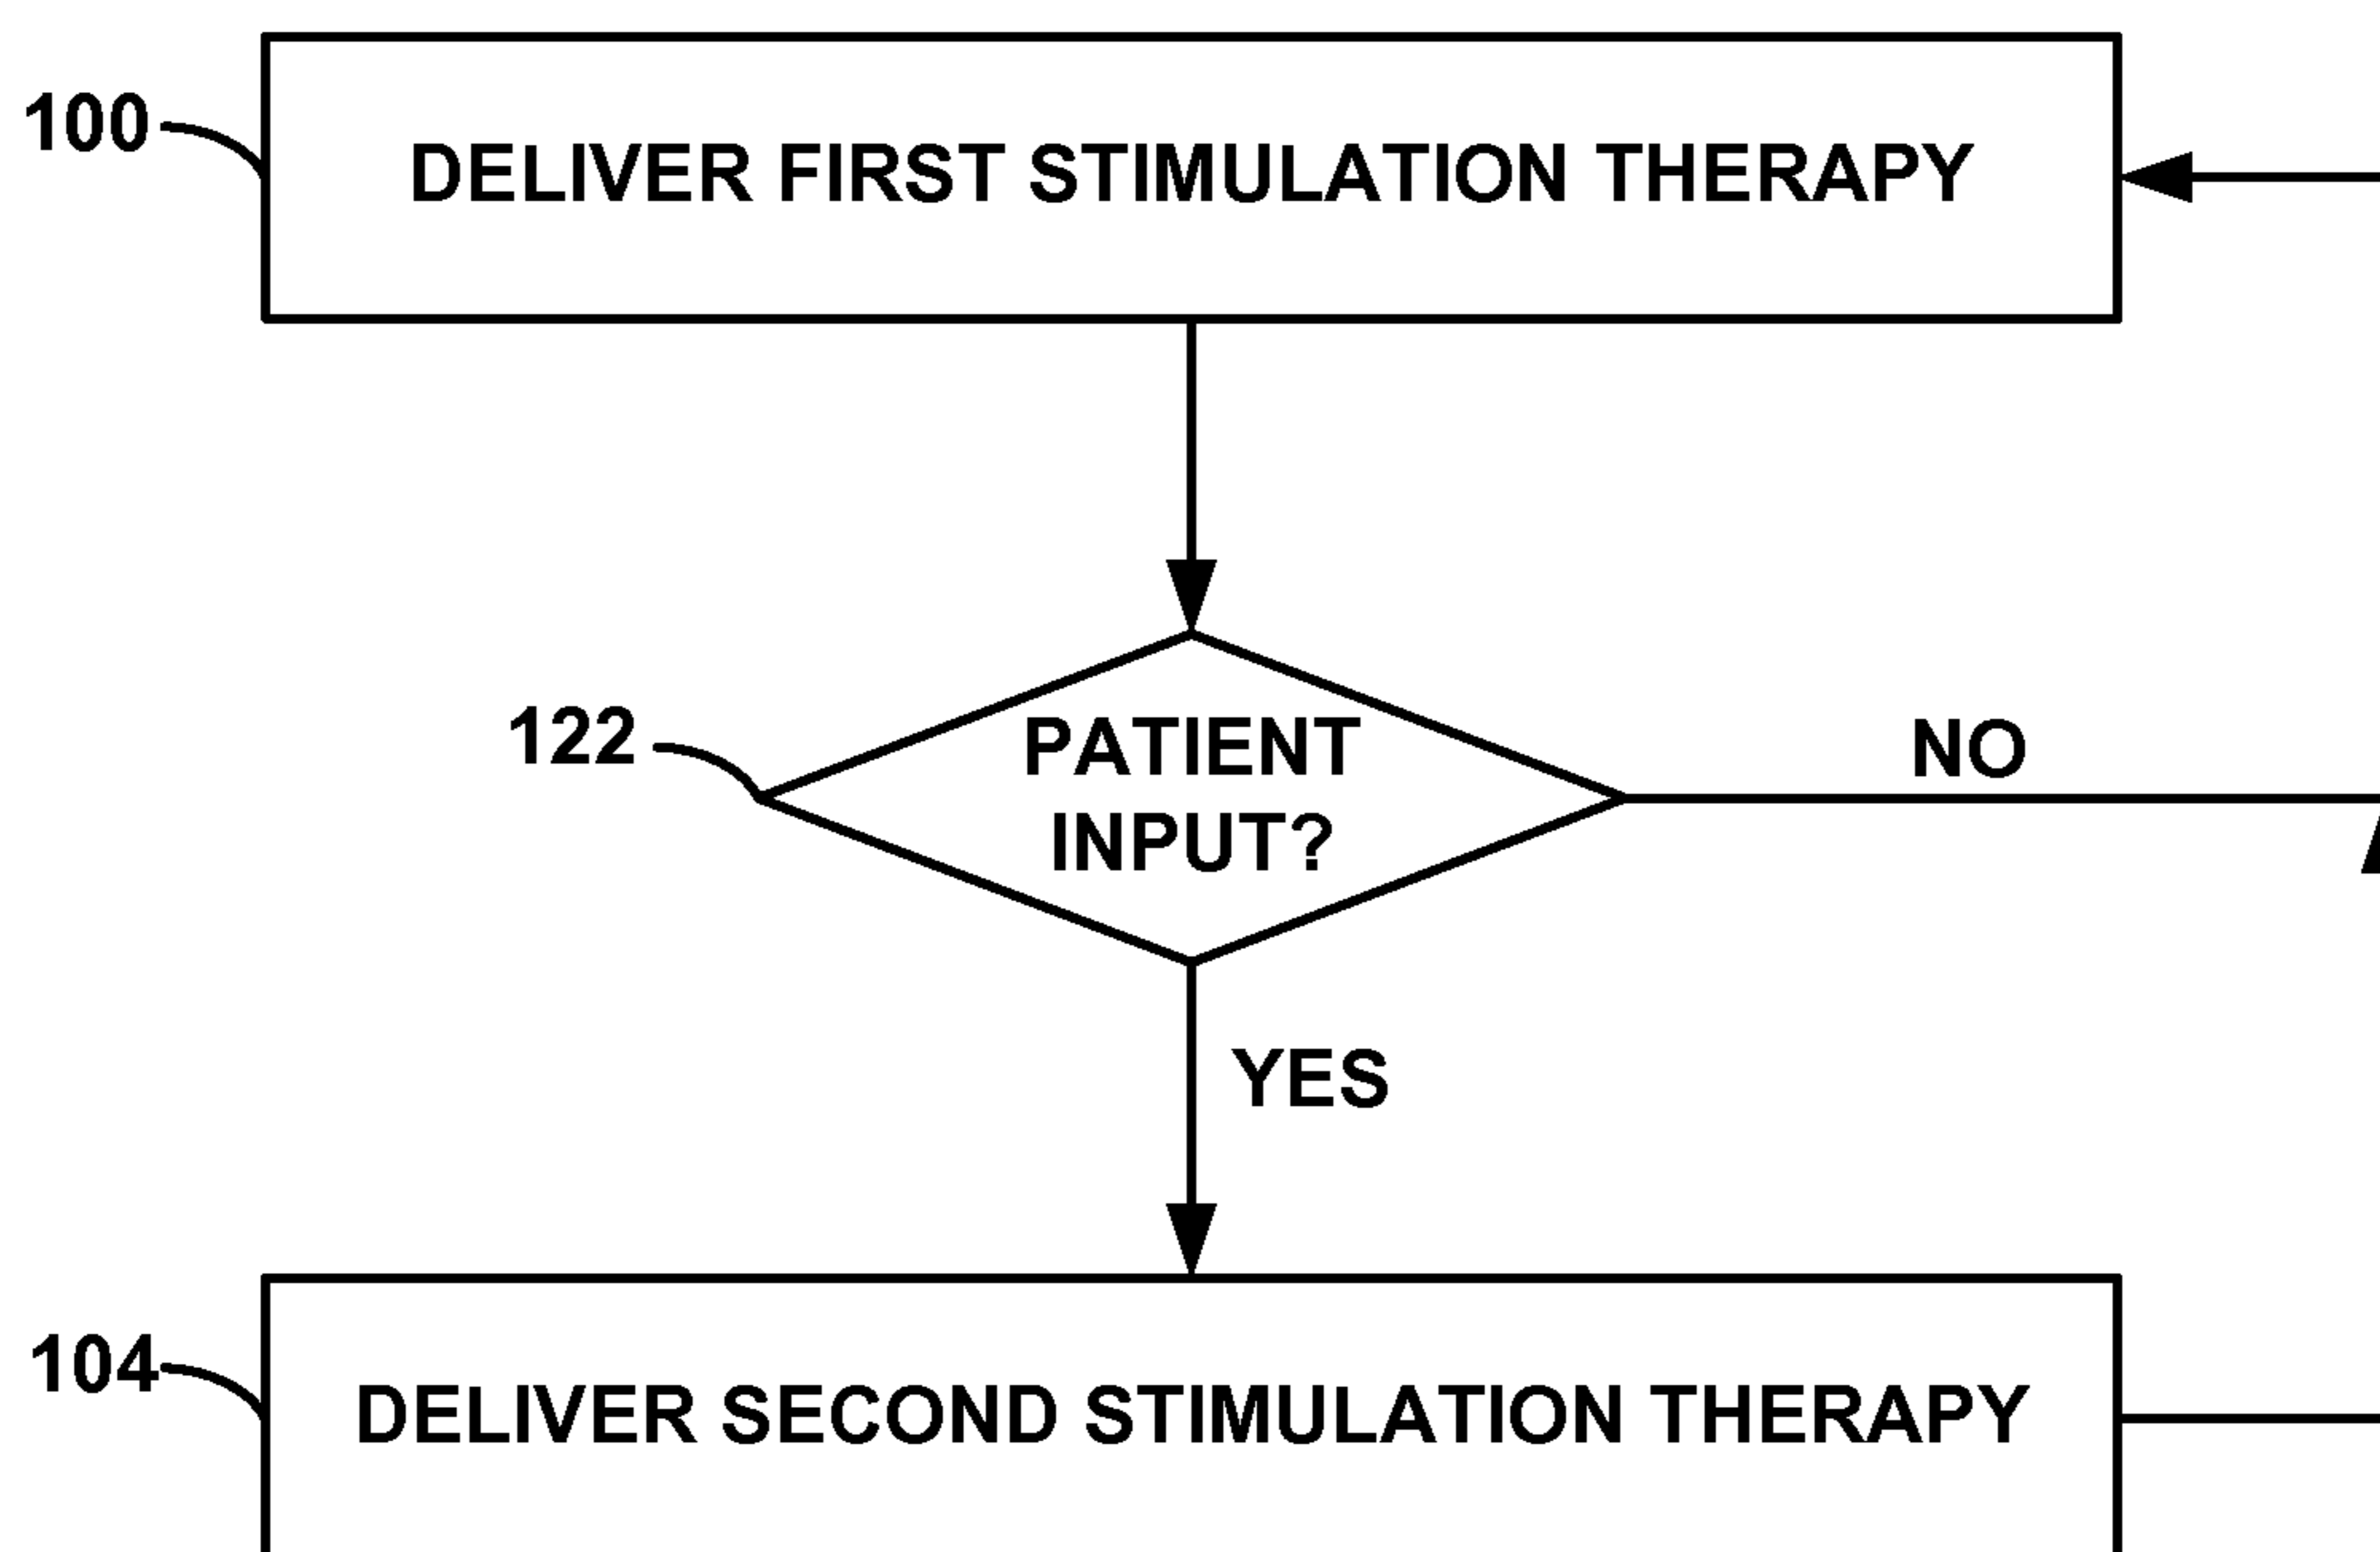 100
DELIVER FIRST STIMULATION THERAPY
122
PATIENT
INPUT?
NO
YES
104
DELIVER SECOND STIMULATION THERAPY